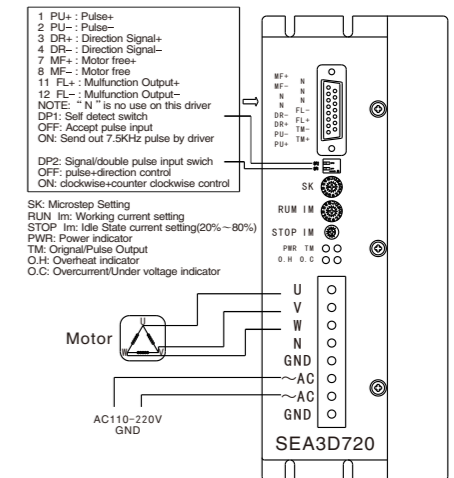 1 PU+ : Pulse+
2 PU− : Pulse−
3 DR+ : Direction Signal+
4 DR− : Direction Signal−
7 MF+ : Motor free+
8 MF− : Motor free
11 FL+ : Mulfunction Output+
12 FL− : Mulfunction Output−
NOTE: “ N ” is no use on this driver
DP1: Self detect switch
OFF: Accept pulse input
ON: Send out 7.5KHz pulse by driver
DP2: Signal/double pulse input swich
OFF: pulse+direction control
ON: clockwise+counter clockwise control
SK: Microstep Setting
RUN Im: Working current setting
STOP Im: Idle State current setting(20%~80%)
PWR: Power indicator
TM: Orignal/Pulse Output
O.H: Overheat indicator
O.C: Overcurrent/Under voltage indicator
MF+
MF−
N
N
DR−
DR+
PU−
PU+
N
N
N
FL−
FL+
TM−
TM+
SK
RUM IM
STOP IM
PWR TM
O.H O.C
U
V
W
N
GND
~AC
~AC
GND
Motor
U
W
V
AC110-220V
GND
SEA3D720